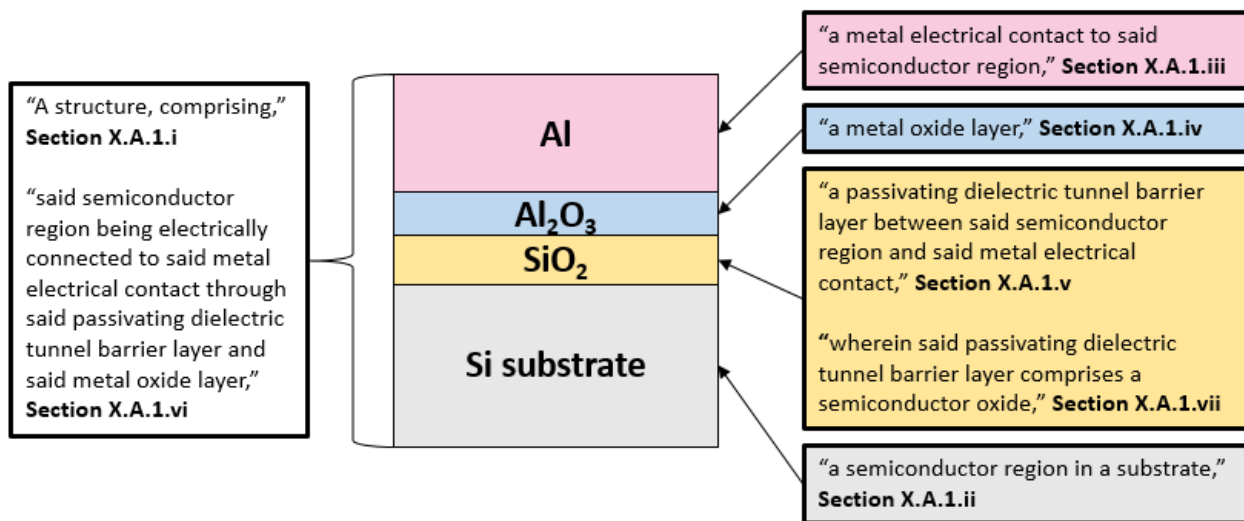 “A structure, comprising,”
Section X.A.1.i
“said semiconductor
region being electrically
connected to said metal
electrical contact through
said passivating dielectric
tunnel barrier layer and
said metal oxide layer,”
Section X.A.1.vi
Al
Al₂O₃
SiO₂
Si substrate
“a metal electrical contact to said
semiconductor region,” Section X.A.1.iii
“a metal oxide layer,” Section X.A.1.iv
“a passivating dielectric tunnel barrier
layer between said semiconductor
region and said metal electrical
contact,” Section X.A.1.v
“wherein said passivating dielectric
tunnel barrier layer comprises a
semiconductor oxide,” Section X.A.1.vii
“a semiconductor region in a substrate,”
Section X.A.1.ii